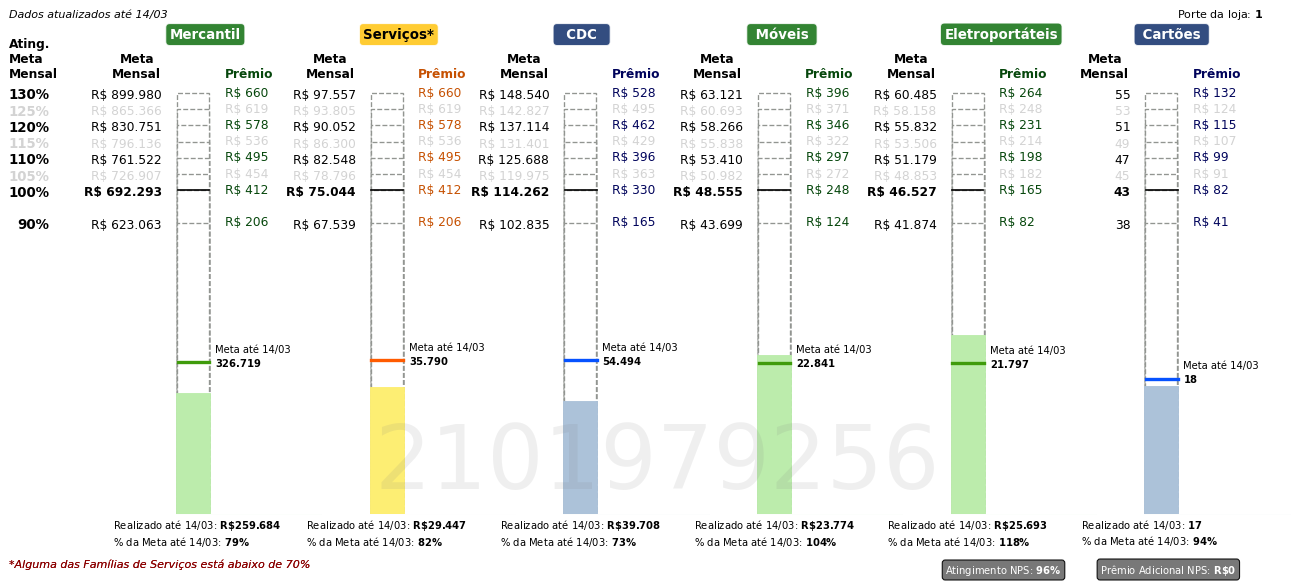 Dados atualizados até 14/03 Porte da loja: 1
Mercantil Serviços* CDC Móveis Eletroportáteis Cartões
Ating. Meta Mensal Meta Mensal Prêmio Meta Mensal Prêmio Meta Mensal Prêmio Meta Mensal Prêmio Meta Mensal Prêmio Meta Mensal Prêmio
130% R$ 899.980 R$ 660 R$ 97.557 R$ 660 R$ 148.540 R$ 528 R$ 63.121 R$ 396 R$ 60.485 R$ 264 55 R$ 132
125% R$ 865.366 R$ 619 R$ 93.805 R$ 619 R$ 142.827 R$ 495 R$ 60.693 R$ 371 R$ 58.158 R$ 248 53 R$ 124
120% R$ 830.751 R$ 578 R$ 90.052 R$ 578 R$ 137.114 R$ 462 R$ 58.266 R$ 346 R$ 55.832 R$ 231 51 R$ 115
115% R$ 796.136 R$ 536 R$ 86.300 R$ 536 R$ 131.401 R$ 429 R$ 55.838 R$ 322 R$ 53.506 R$ 214 49 R$ 107
110% R$ 761.522 R$ 495 R$ 82.548 R$ 495 R$ 125.688 R$ 396 R$ 53.410 R$ 297 R$ 51.179 R$ 198 47 R$ 99
105% R$ 726.907 R$ 454 R$ 78.796 R$ 454 R$ 119.975 R$ 363 R$ 50.982 R$ 272 R$ 48.853 R$ 182 45 R$ 91
100% R$ 692.293 R$ 412 R$ 75.044 R$ 412 R$ 114.262 R$ 330 R$ 48.555 R$ 248 R$ 46.527 R$ 165 43 R$ 82
90% R$ 623.063 R$ 206 R$ 67.539 R$ 206 R$ 102.835 R$ 165 R$ 43.699 R$ 124 R$ 41.874 R$ 82 38 R$ 41
Meta até 14/03 Meta até 14/03 Meta até 14/03 Meta até 14/03 Meta até 14/03 Meta até 14/03
326.719 35.790 54.494 22.841 21.797 18
2101979256
Realizado até 14/03: R$259.684 Realizado até 14/03: R$29.447 Realizado até 14/03: R$39.708 Realizado até 14/03: R$23.774 Realizado até 14/03: R$25.693 Realizado até 14/03: 17
% da Meta até 14/03: 79% % da Meta até 14/03: 82% % da Meta até 14/03: 73% % da Meta até 14/03: 104% % da Meta até 14/03: 118% % da Meta até 14/03: 94%
*Alguma das Famílias de Serviços está abaixo de 70% Atingimento NPS: 96% Prêmio Adicional NPS: R$0